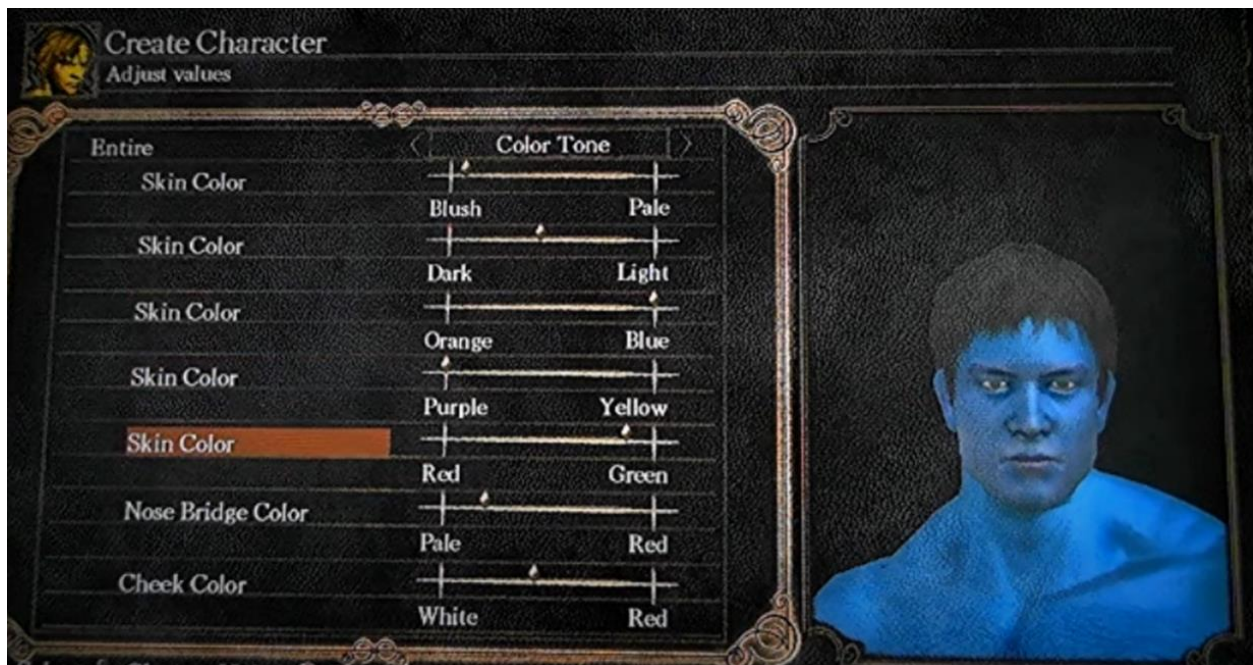 Create Character
Adjust values
Entire
Color Tone
Skin Color
Blush Pale
Skin Color
Dark Light
Skin Color
Orange Blue
Skin Color
Purple Yellow
Skin Color
Red Green
Nose Bridge Color
Pale Red
Cheek Color
White Red